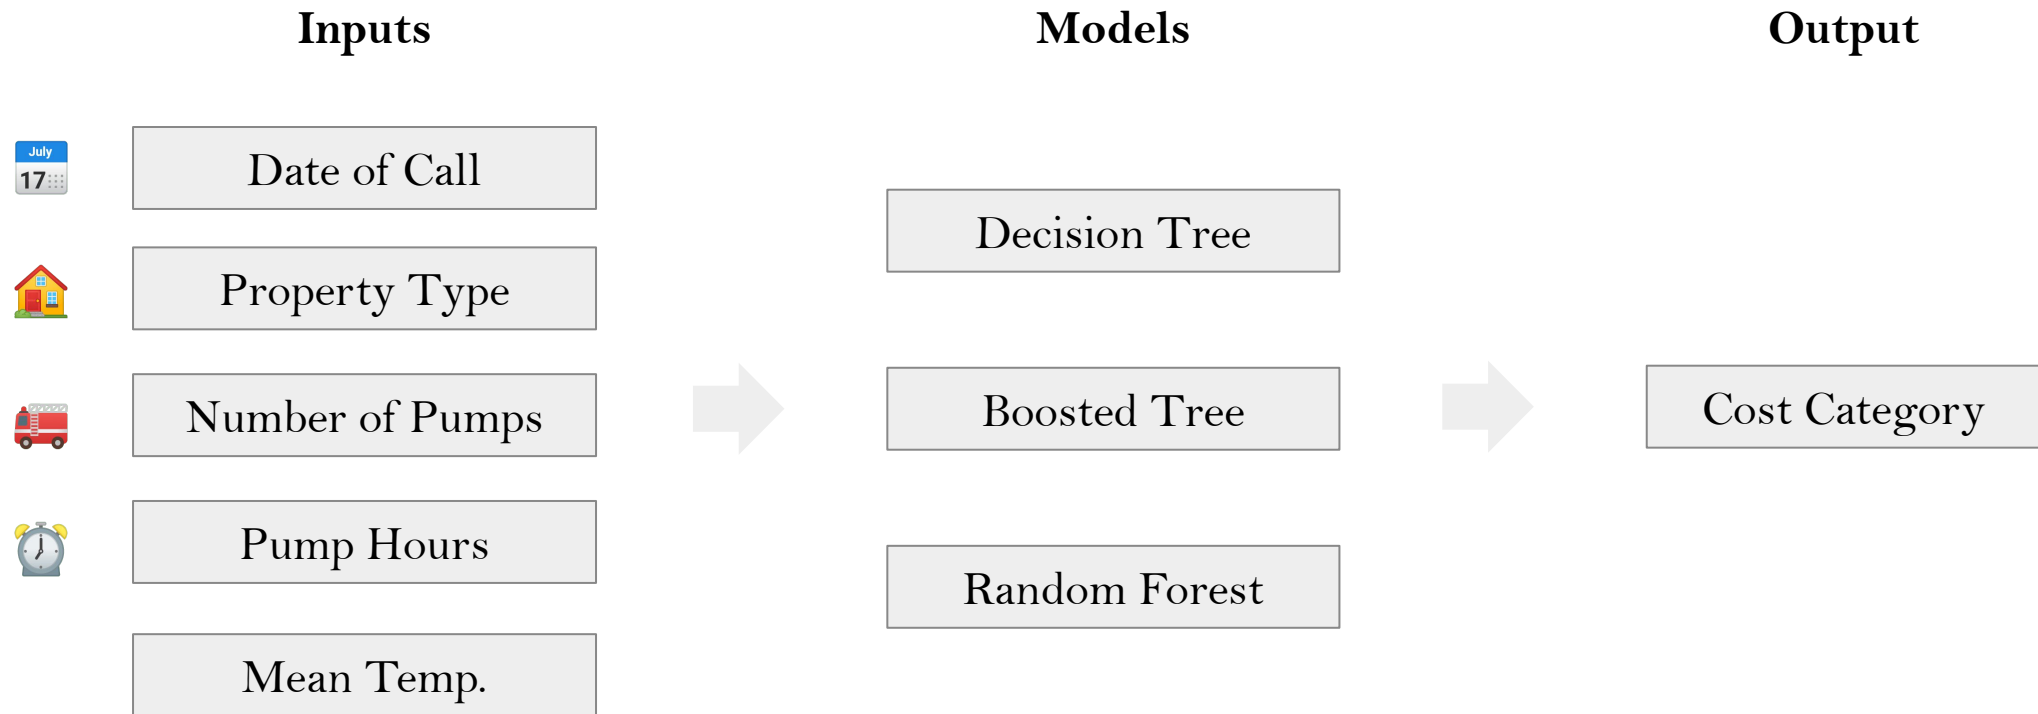 Inputs
Models
Output
July
17
Date of Call
Property Type
Number of Pumps
Pump Hours
Mean Temp.
Decision Tree
Boosted Tree
Random Forest
Cost Category